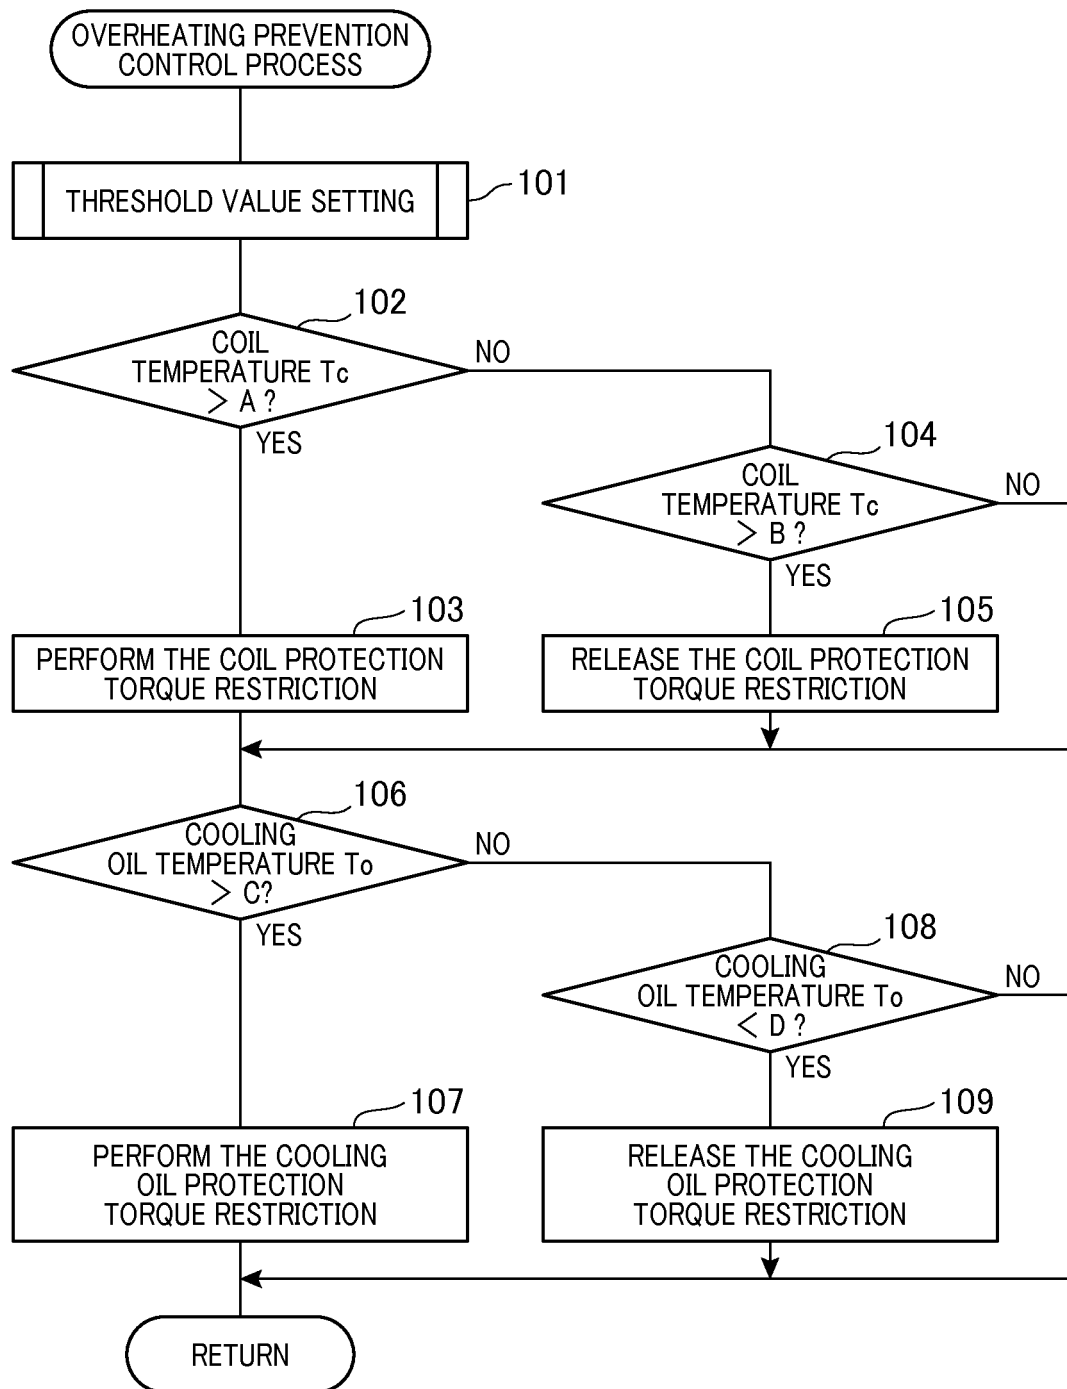 OVERHEATING PREVENTION
CONTROL PROCESS
THRESHOLD VALUE SETTING
101
102
COIL
TEMPERATURE Tc
> A ?
NO
YES
104
COIL
TEMPERATURE Tc
> B ?
NO
YES
103
PERFORM THE COIL PROTECTION
TORQUE RESTRICTION
105
RELEASE THE COIL PROTECTION
TORQUE RESTRICTION
106
COOLING
OIL TEMPERATURE To
> C?
NO
YES
108
COOLING
OIL TEMPERATURE To
< D ?
NO
YES
107
PERFORM THE COOLING
OIL PROTECTION
TORQUE RESTRICTION
109
RELEASE THE COOLING
OIL PROTECTION
TORQUE RESTRICTION
RETURN